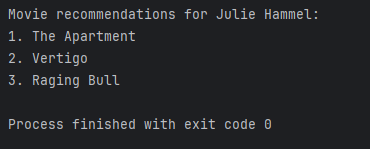 Movie recommendations for Julie Hammel:
1. The Apartment
2. Vertigo
3. Raging Bull
Process finished with exit code 0